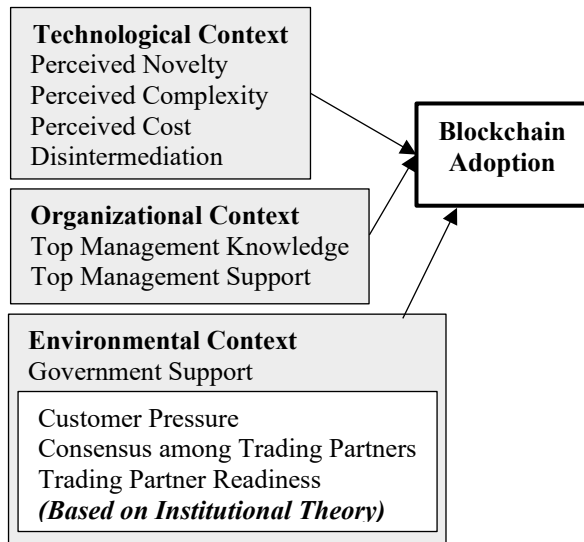 Technological Context
Perceived Novelty
Perceived Complexity
Perceived Cost
Disintermediation
Blockchain
Adoption
Organizational Context
Top Management Knowledge
Top Management Support
Environmental Context
Government Support
Customer Pressure
Consensus among Trading Partners
Trading Partner Readiness
(Based on Institutional Theory)